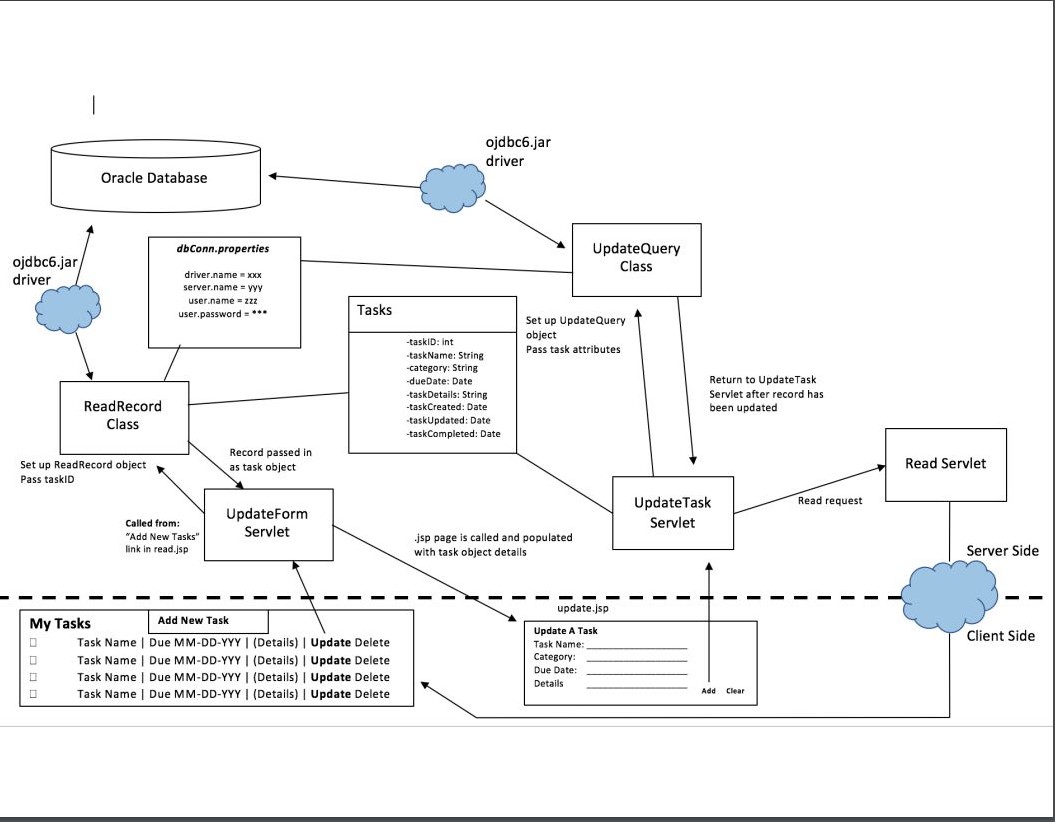 ojdbc6.jar
driver
Oracle Database
UpdateQuery
Class
dbConn.properties
driver.name = xxx
server.name = yyy
user.name = zzz
user.password = ***
ojdbc6.jar
driver
Tasks
-taskID: int
-taskName: String
-category: String
-dueDate: Date
-taskDetails: String
-taskCreated: Date
-taskUpdated: Date
-taskCompleted: Date
Set up UpdateQuery
object
Pass task attributes
Return to UpdateTask
Servlet after record has
been updated
ReadRecord
Class
Set up ReadRecord object
Pass taskID
Record passed in
as task object
Read Servlet
UpdateTask
Servlet
Read request
UpdateForm
Servlet
Called from:
“Add New Tasks”
link in read.jsp
.jsp page is called and populated
with task object details
Server Side
Client Side
My Tasks
Add New Task
Task Name | Due MM-DD-YYY | (Details) | Update Delete
Task Name | Due MM-DD-YYY | (Details) | Update Delete
Task Name | Due MM-DD-YYY | (Details) | Update Delete
Task Name | Due MM-DD-YYY | (Details) | Update Delete
update.jsp
Update A Task
Task Name:
Category:
Due Date:
Details
Add Clear